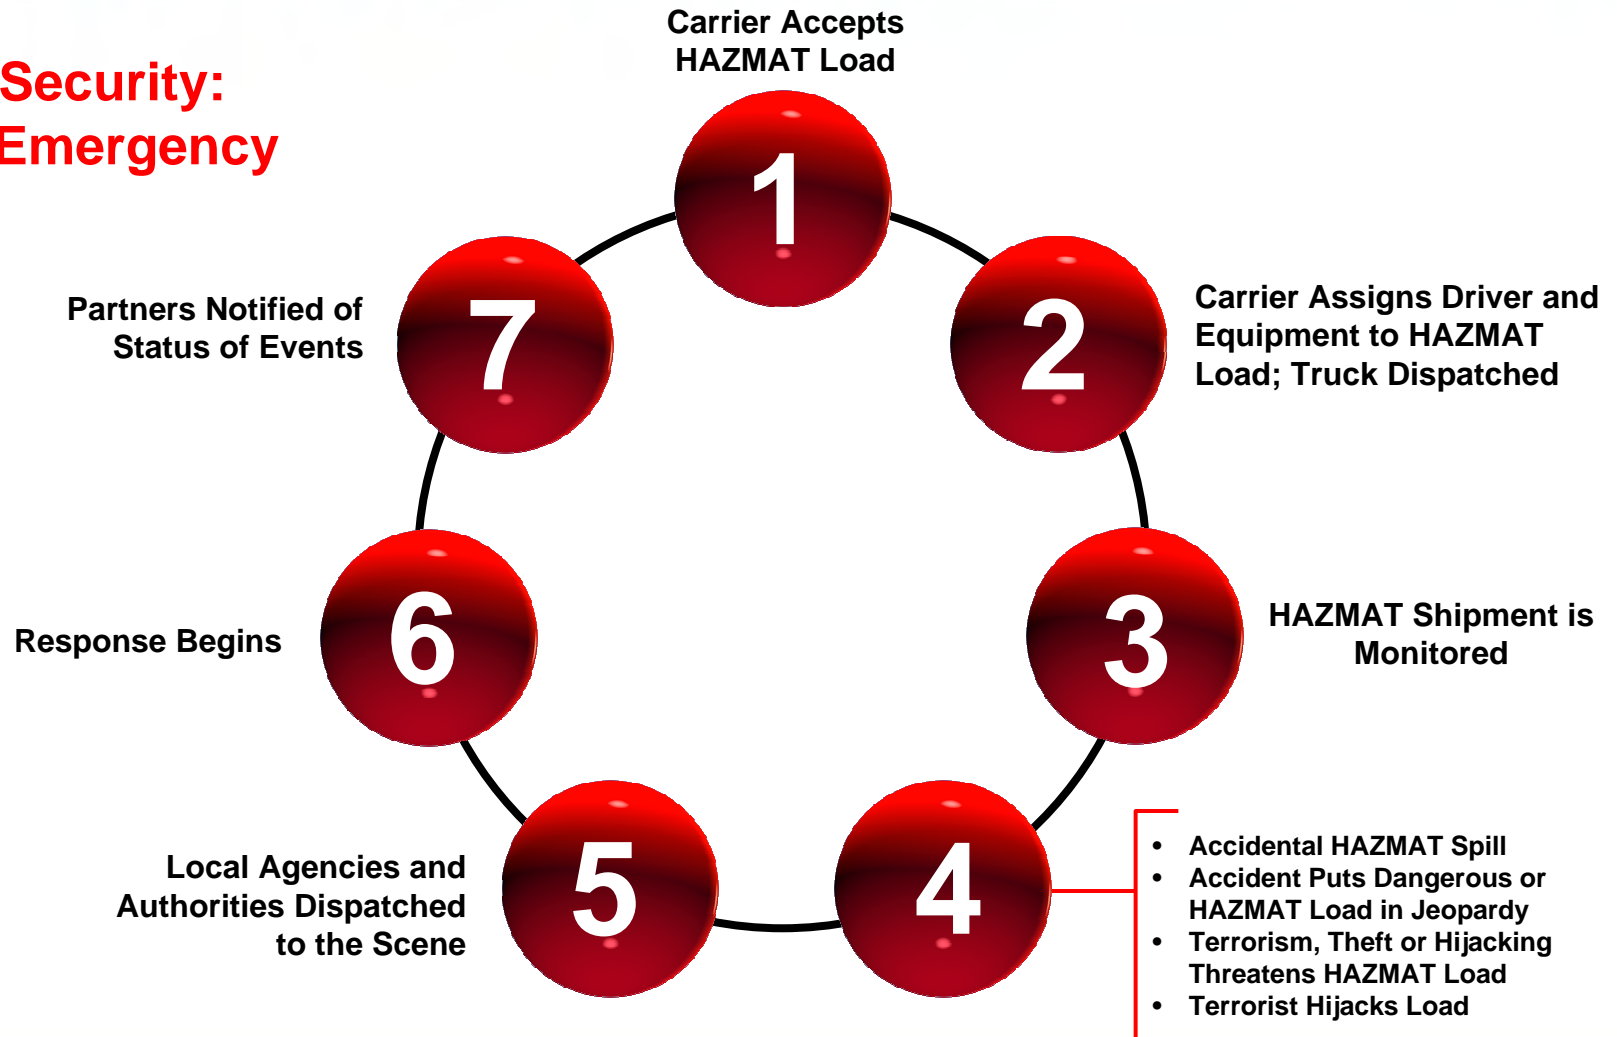 Security:
Emergency
Carrier Accepts
HAZMAT Load
1
2
Carrier Assigns Driver and
Equipment to HAZMAT
Load; Truck Dispatched
3
HAZMAT Shipment is
Monitored
4
• Accidental HAZMAT Spill
• Accident Puts Dangerous or
HAZMAT Load in Jeopardy
• Terrorism, Theft or Hijacking
Threatens HAZMAT Load
• Terrorist Hijacks Load
5
Local Agencies and
Authorities Dispatched
to the Scene
6
Response Begins
7
Partners Notified of
Status of Events